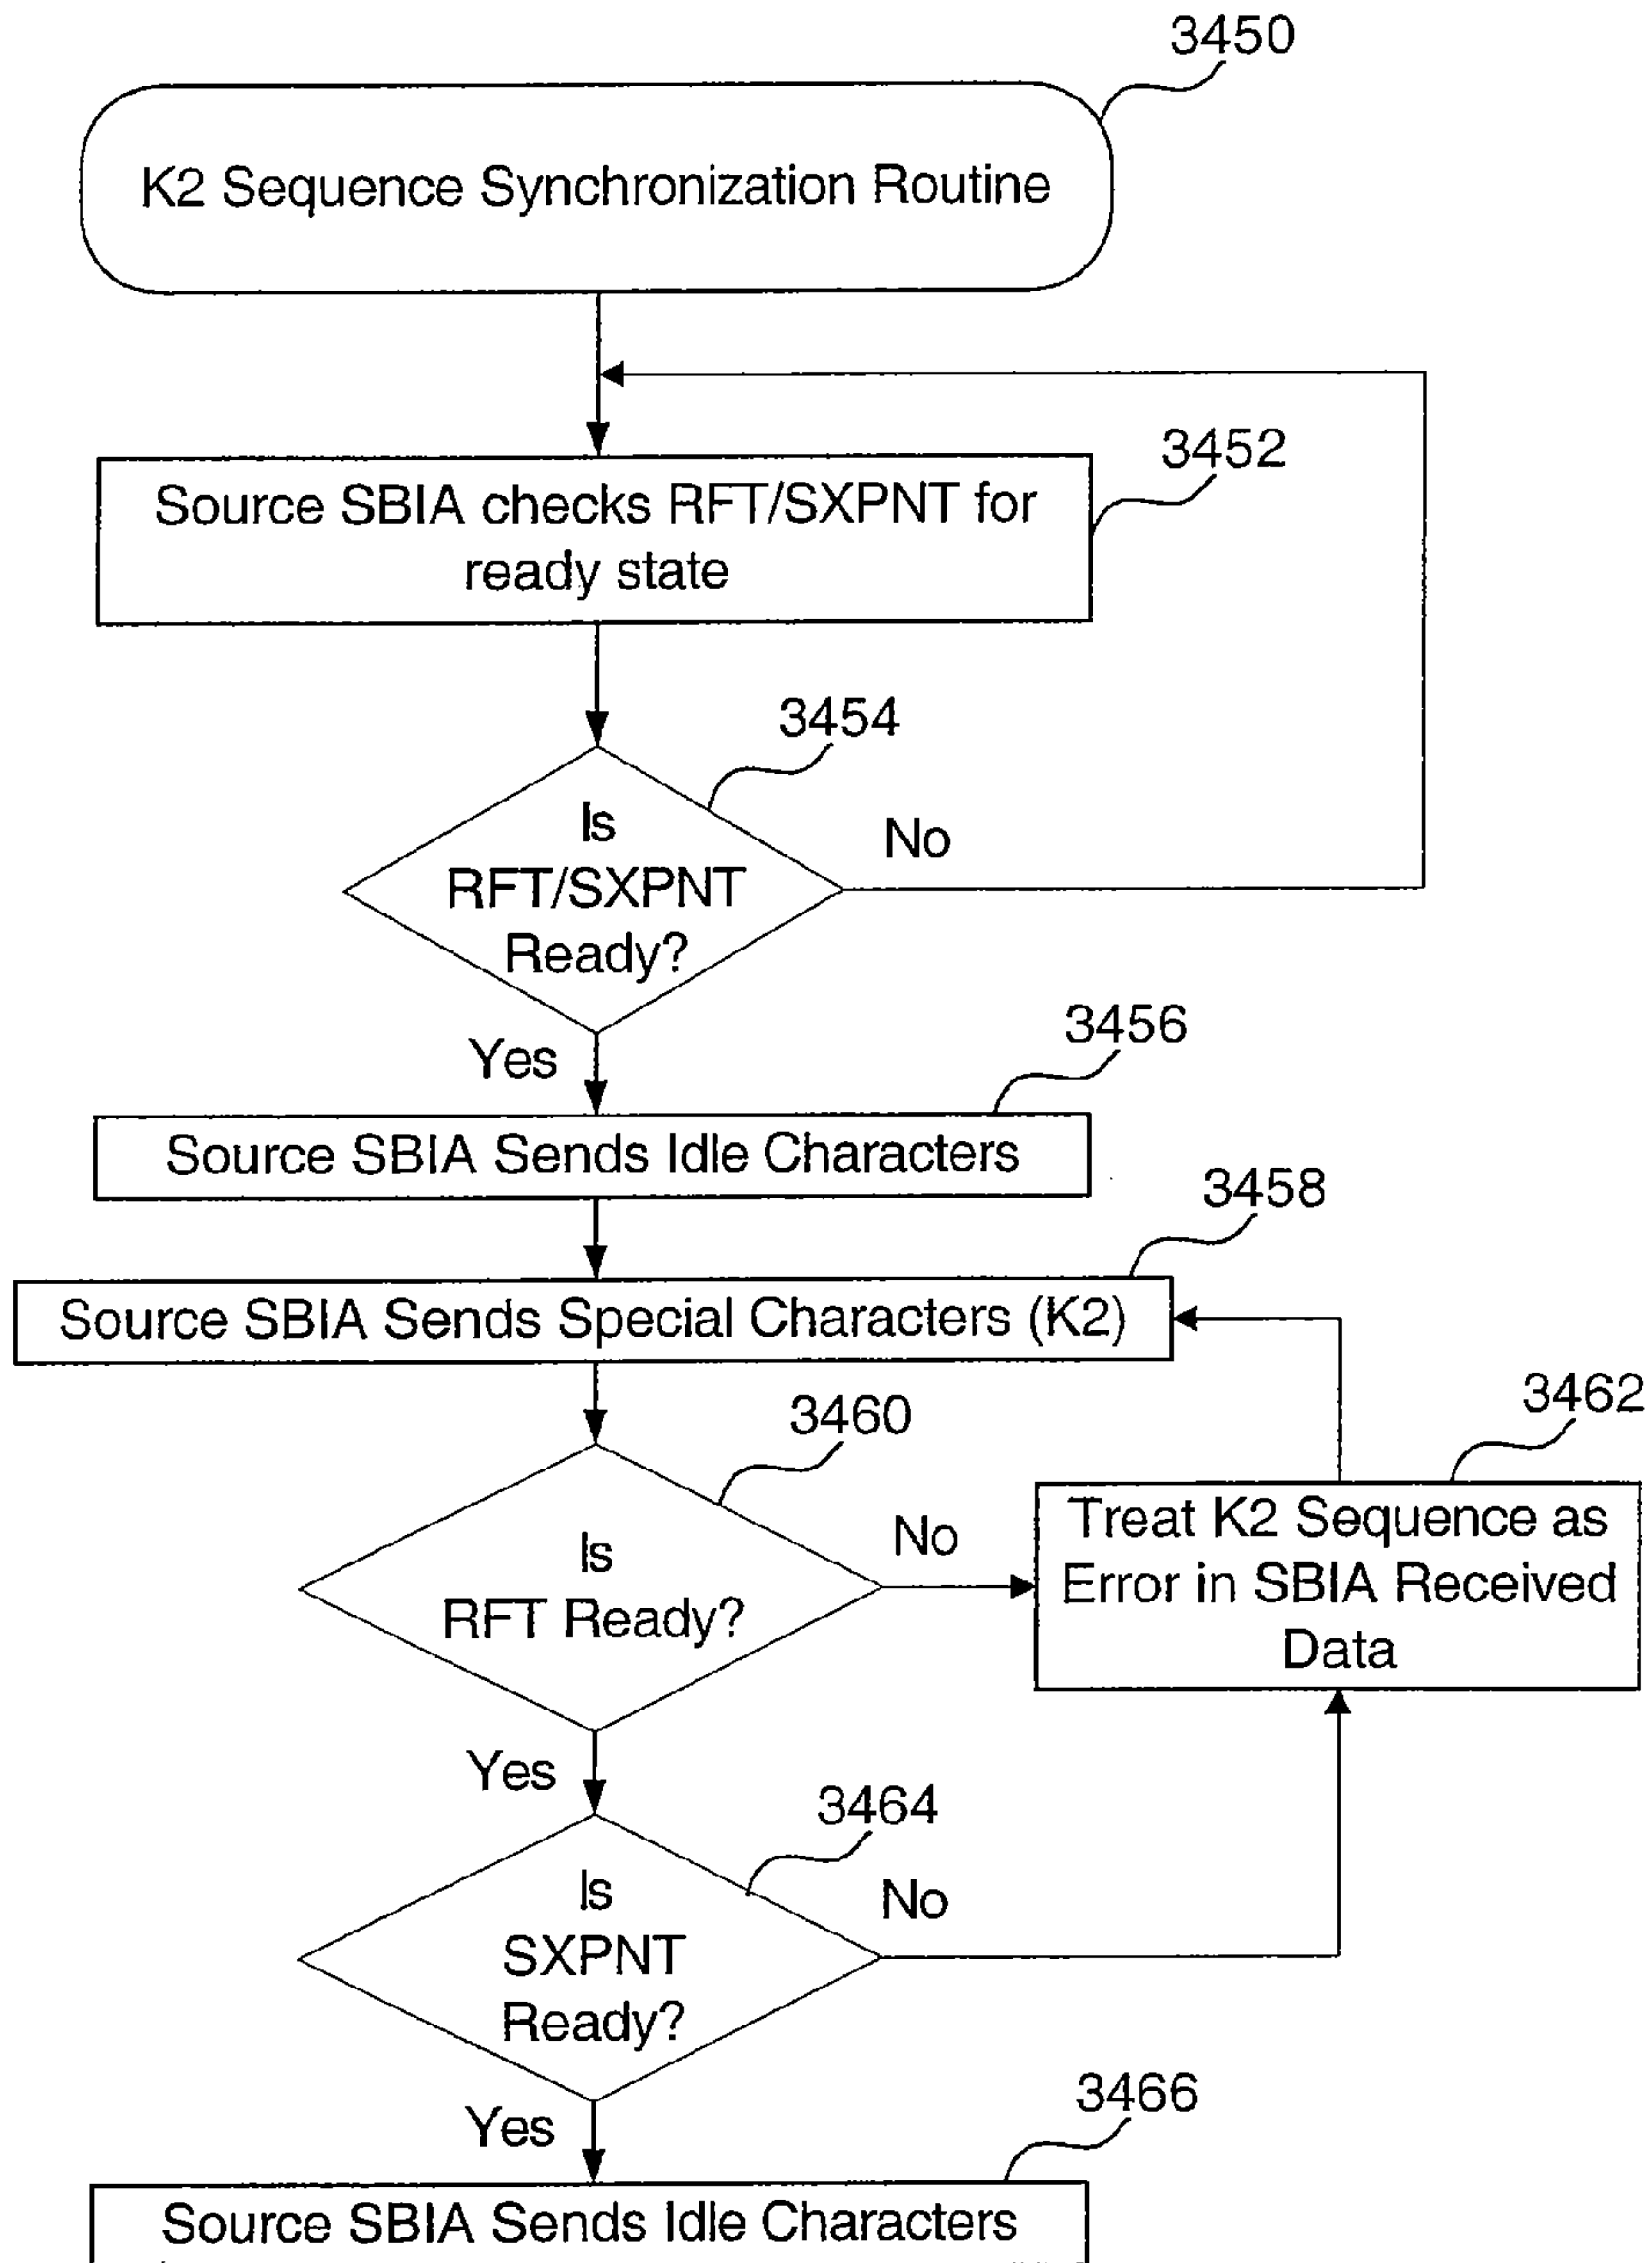 3450
K2 Sequence Synchronization Routine
3452
Source SBIA checks RFT/SXPNT for
ready state
3454
Is
RFT/SXPNT
Ready?
No
Yes
3456
Source SBIA Sends Idle Characters
3458
Source SBIA Sends Special Characters (K2)
3460
3462
Is
RFT Ready?
No
Treat K2 Sequence as
Error in SBIA Received
Data
Yes
3464
Is
SXPNT
Ready?
No
Yes
3466
Source SBIA Sends Idle Characters